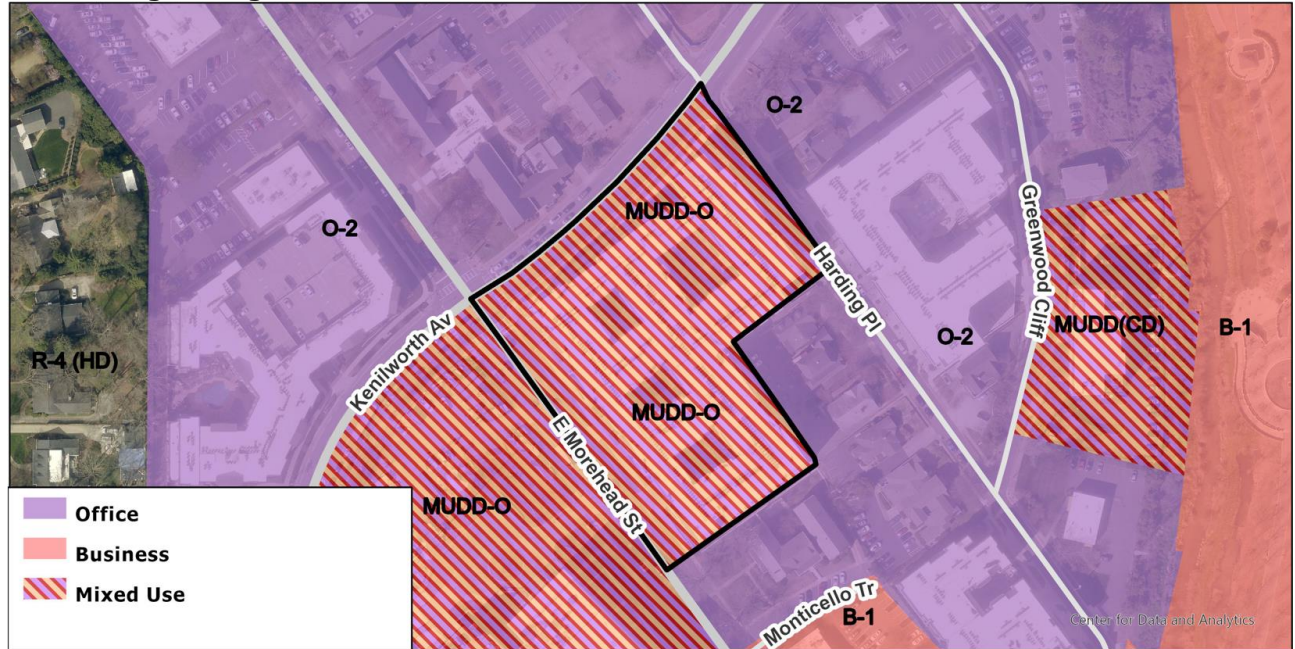 O-2
MUDD-O
O-2
Greenwood Cliff
Harding Pl
Kenilworth Av
MUDD(CD)
B-1
O-2
R-4 (HD)
MUDD-O
E Morehead St
MUDD-O
Office
Business
Mixed Use
Monticello Tr
B-1
Center for Data and Analytics